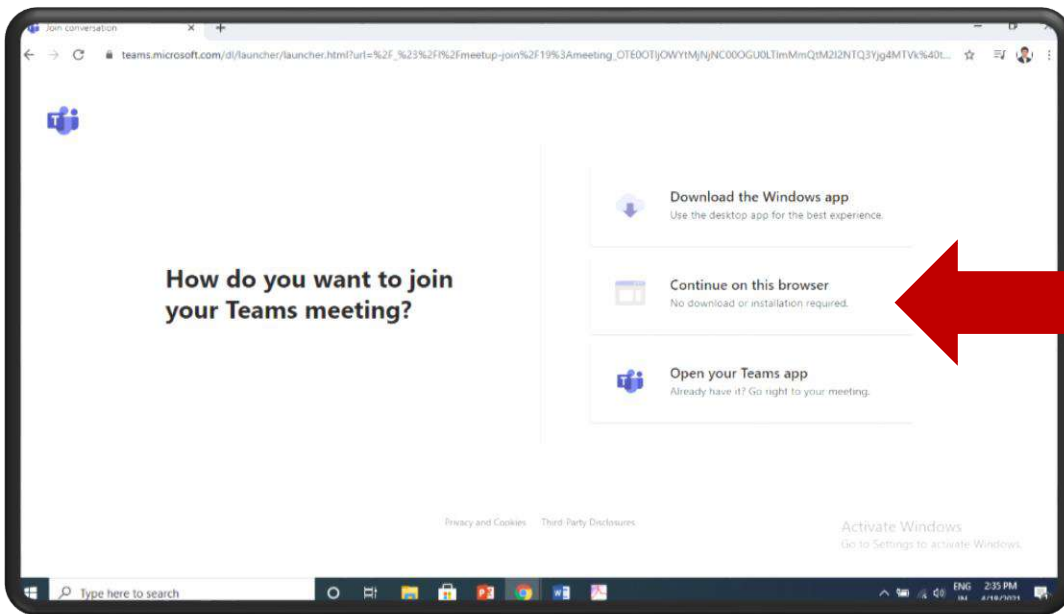 Join conversation
teams.microsoft.com/dl/launcher/launcher.html?url=%2F_%23%2Fl%2Fmeetup-join%2F19%3Ameeting_
Download the Windows app
Use the desktop app for the best experience.
How do you want to join
your Teams meeting?
Continue on this browser
No download or installation required.
Open your Teams app
Already have it? Go right to your meeting.
Privacy and Cookies Third Party Disclosures
Activate Windows
Go to Settings to activate Windows.
Type here to search
ENG 2:35 PM
IN 4/18/2021